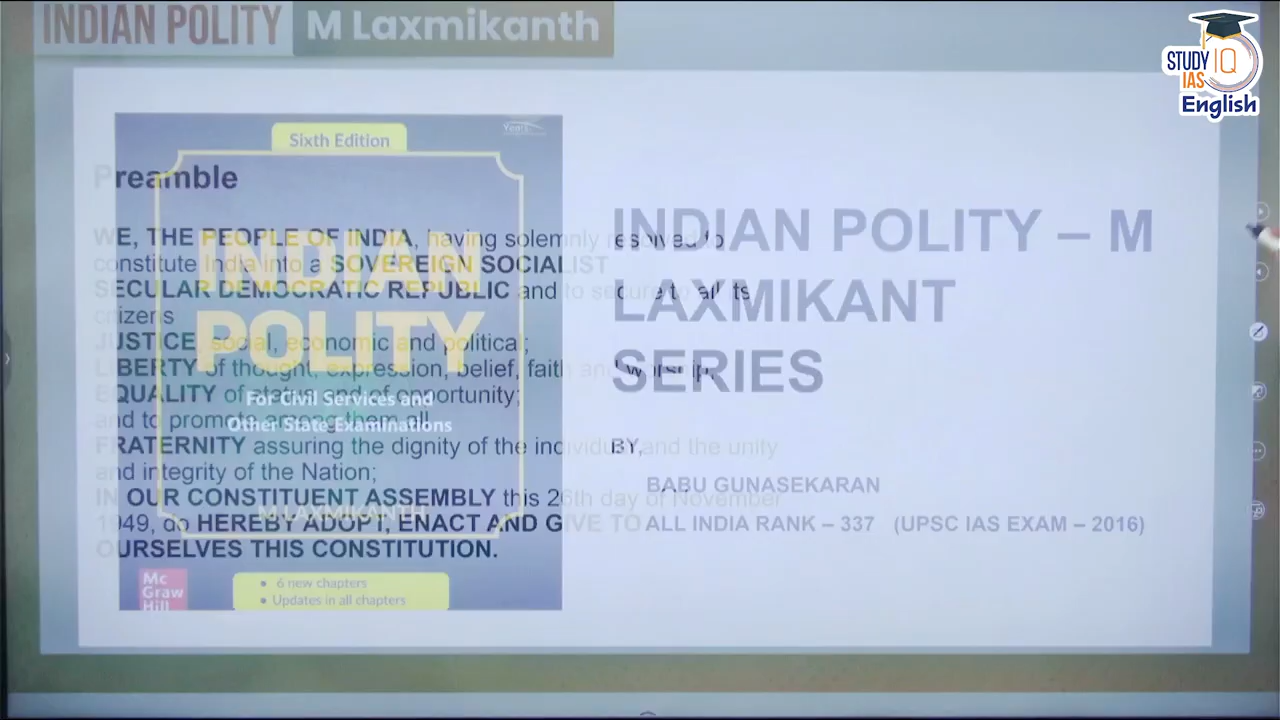 INDIAN POLITY M Laxmikanth
STUDY IQ
IAS
English
Sixth Edition
INDIAN
POLITY
For Civil Services and
Other State Examinations
M LAXMIKANTH
Mc
Graw
Hill
• 6 new chapters
• Updates in all chapters
Preamble
WE, THE PEOPLE OF INDIA, having solemnly resolved to
constitute India into a SOVEREIGN SOCIALIST
SECULAR DEMOCRATIC REPUBLIC and to secure to all its
citizens
JUSTICE, social, economic and political;
LIBERTY of thought, expression, belief, faith and worship;
EQUALITY of status and of opportunity;
and to promote among them all
FRATERNITY assuring the dignity of the individual and the unity
and integrity of the Nation;
IN OUR CONSTITUENT ASSEMBLY this 26th day of November
1949, do HEREBY ADOPT, ENACT AND GIVE TO
OURSELVES THIS CONSTITUTION.
INDIAN POLITY – M
LAXMIKANT
SERIES
BY,
BABU GUNASEKARAN
ALL INDIA RANK – 337 (UPSC IAS EXAM – 2016)